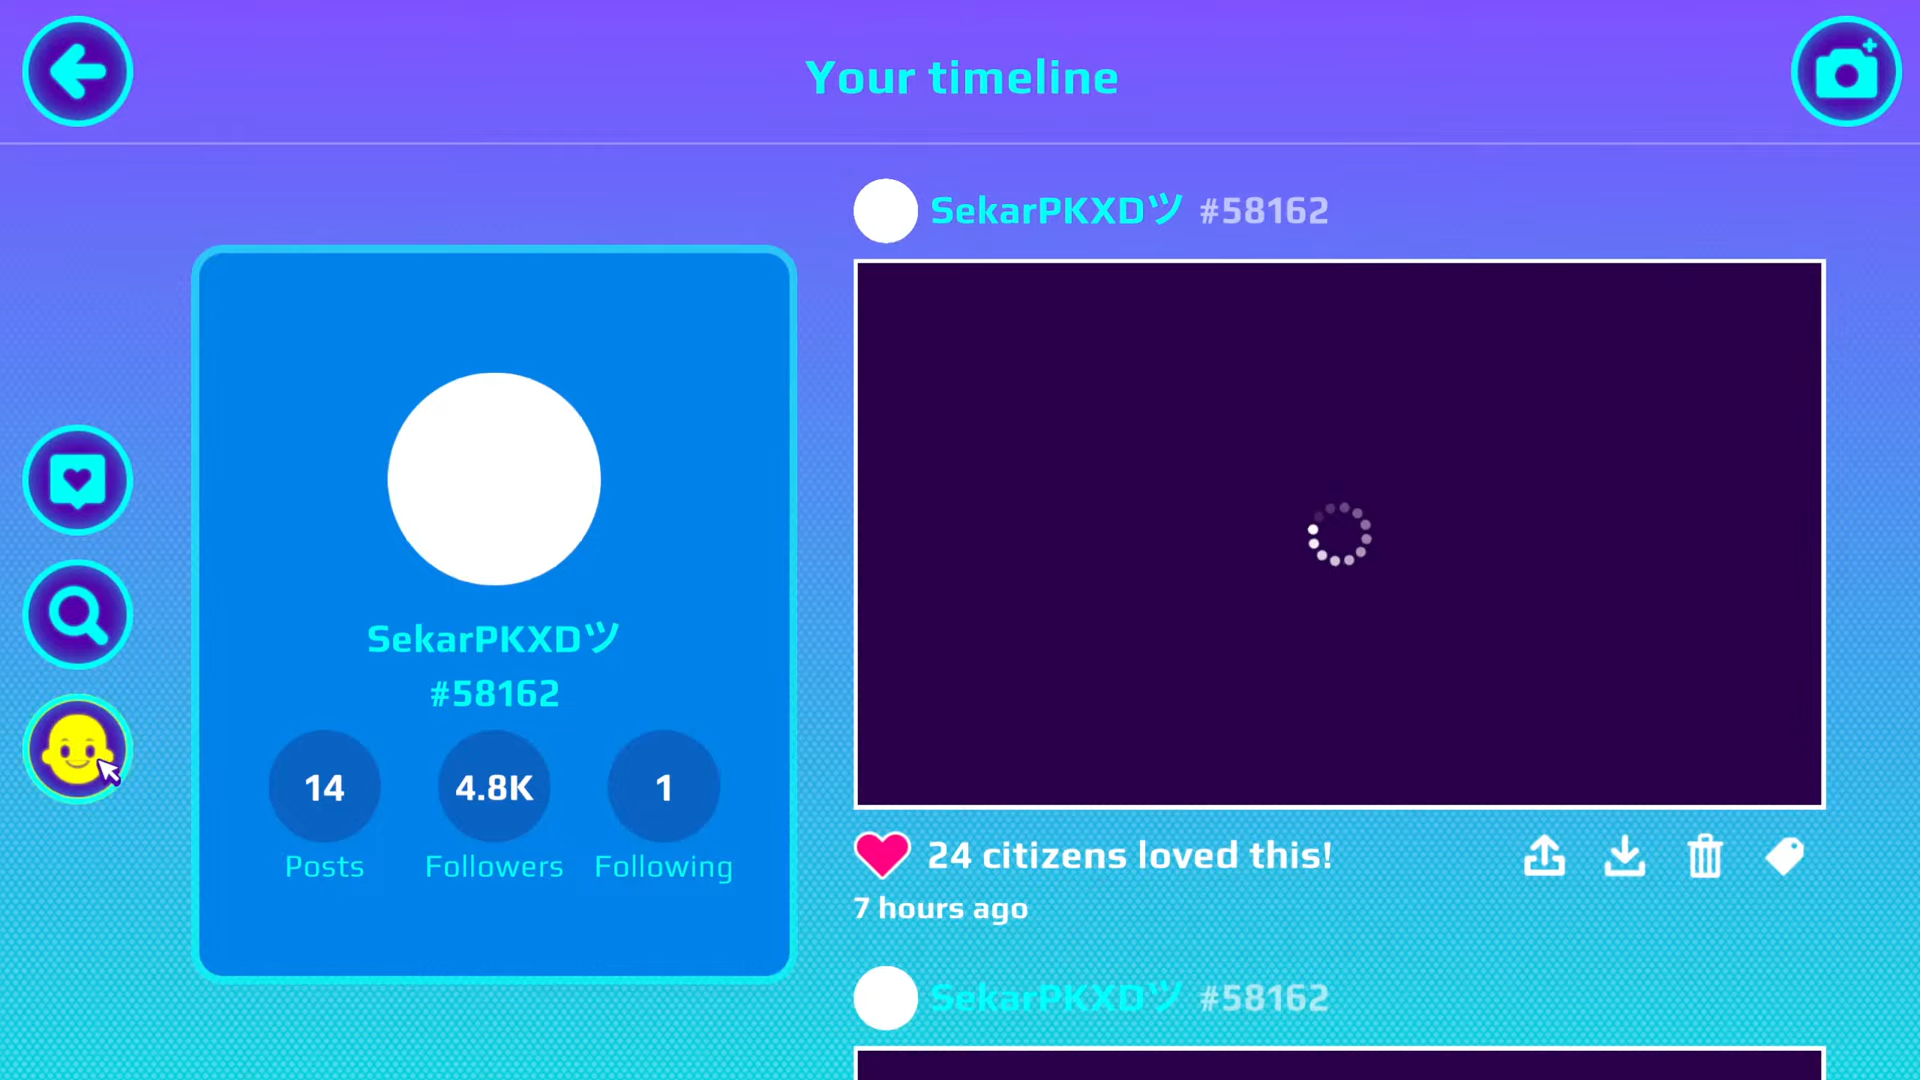 Your timeline
SekarPKXDツ #58162
SekarPKXDツ
#58162
14
4.8K
1
Posts
Followers
Following
24 citizens loved this!
7 hours ago
SekarPKXDツ #58162